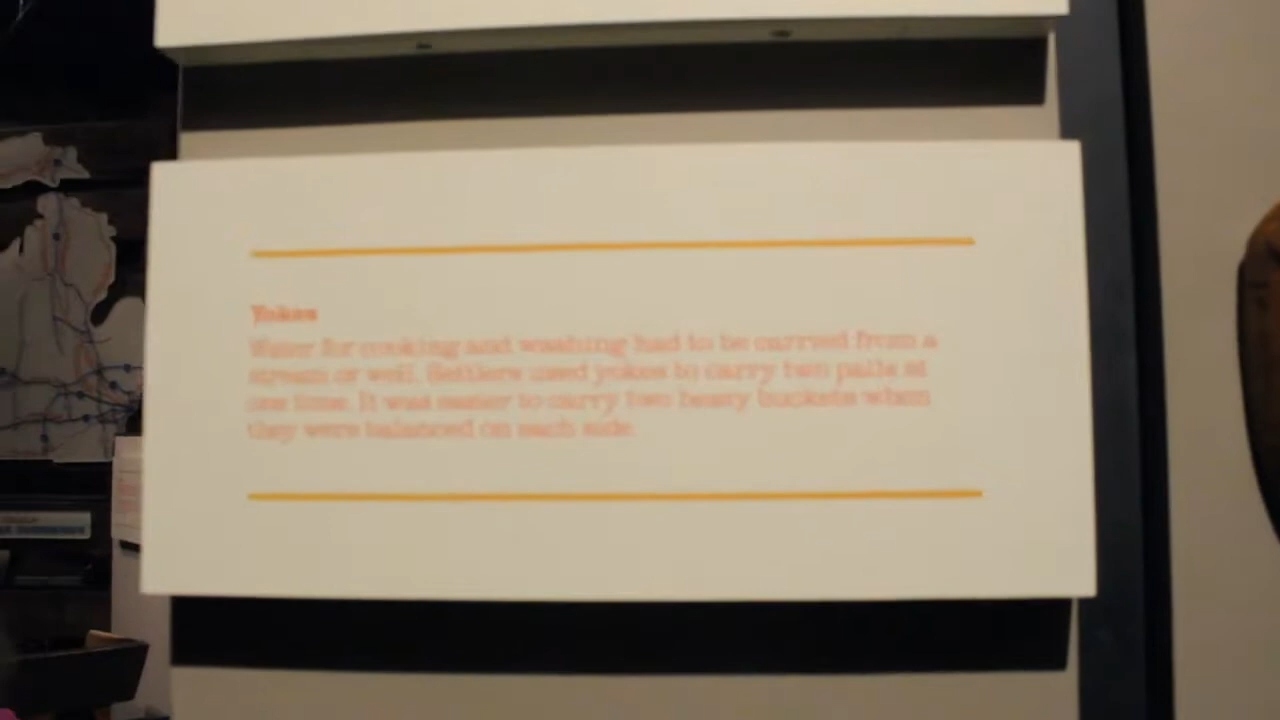 Yokes
Water for cooking and washing had to be carried from a
stream or well. Settlers used yokes to carry two pails at
one time. It was easier to carry two heavy buckets when
they were balanced on each side.